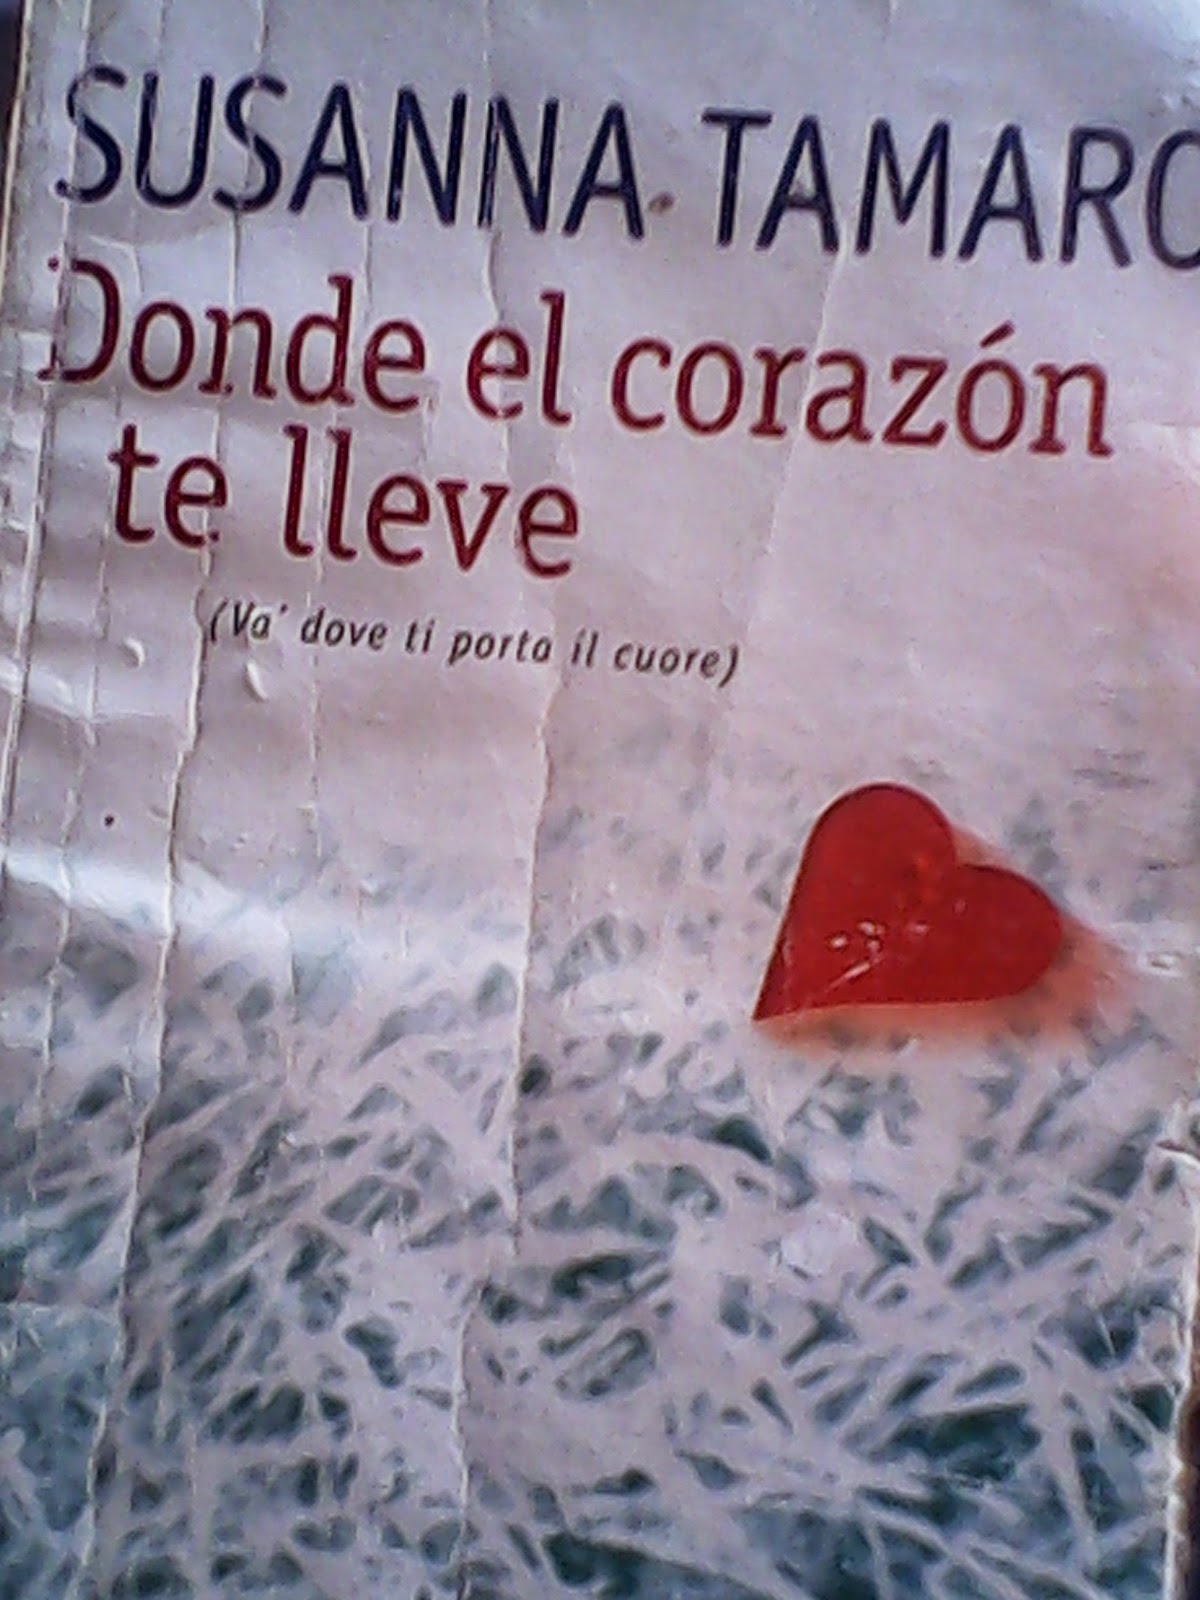 SUSANNA TAMARO
Donde el corazón
te lleve
(Va' dove ti porta il cuore)